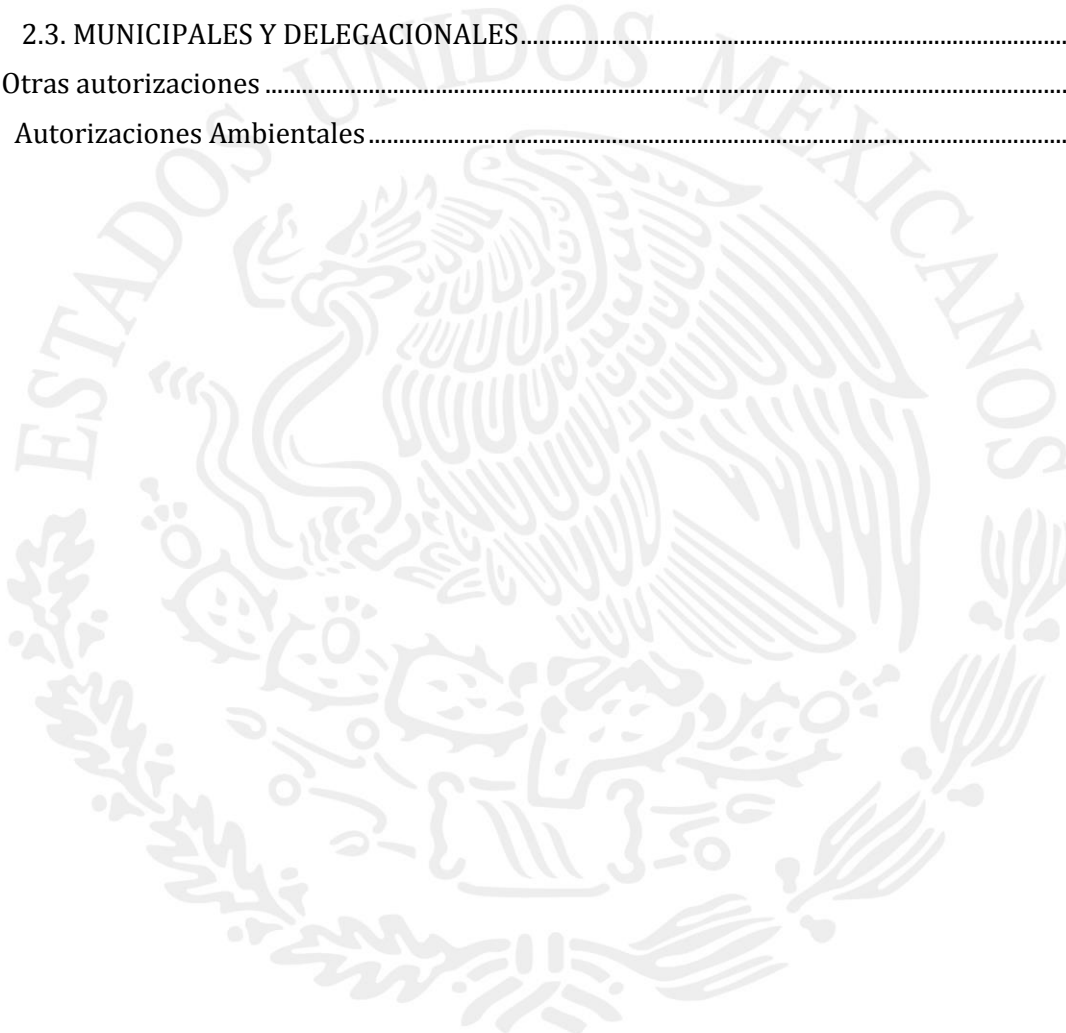 2.3. MUNICIPALES Y DELEGACIONALES
Otras autorizaciones
Autorizaciones Ambientales
ESTADOS UNIDOS MEXICANOS